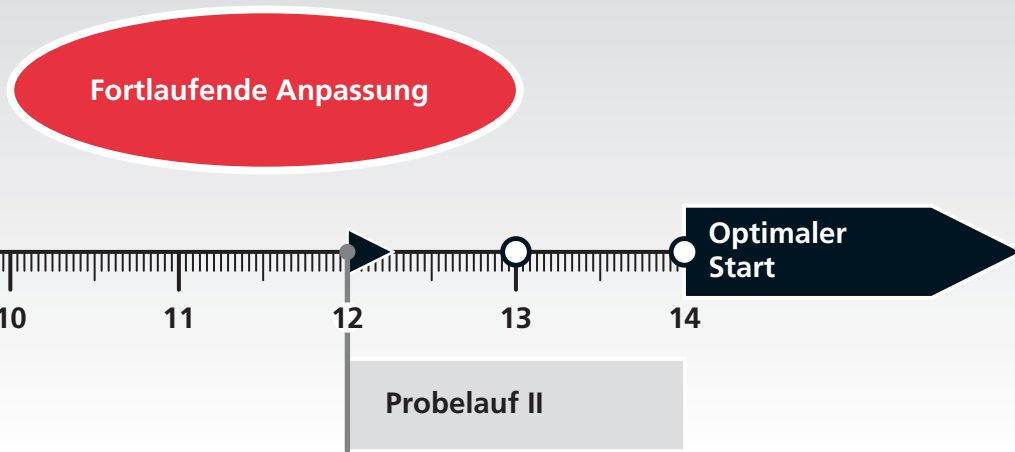 Fortlaufende Anpassung
Optimaler
Start
10 11 12 13 14
Probelauf II